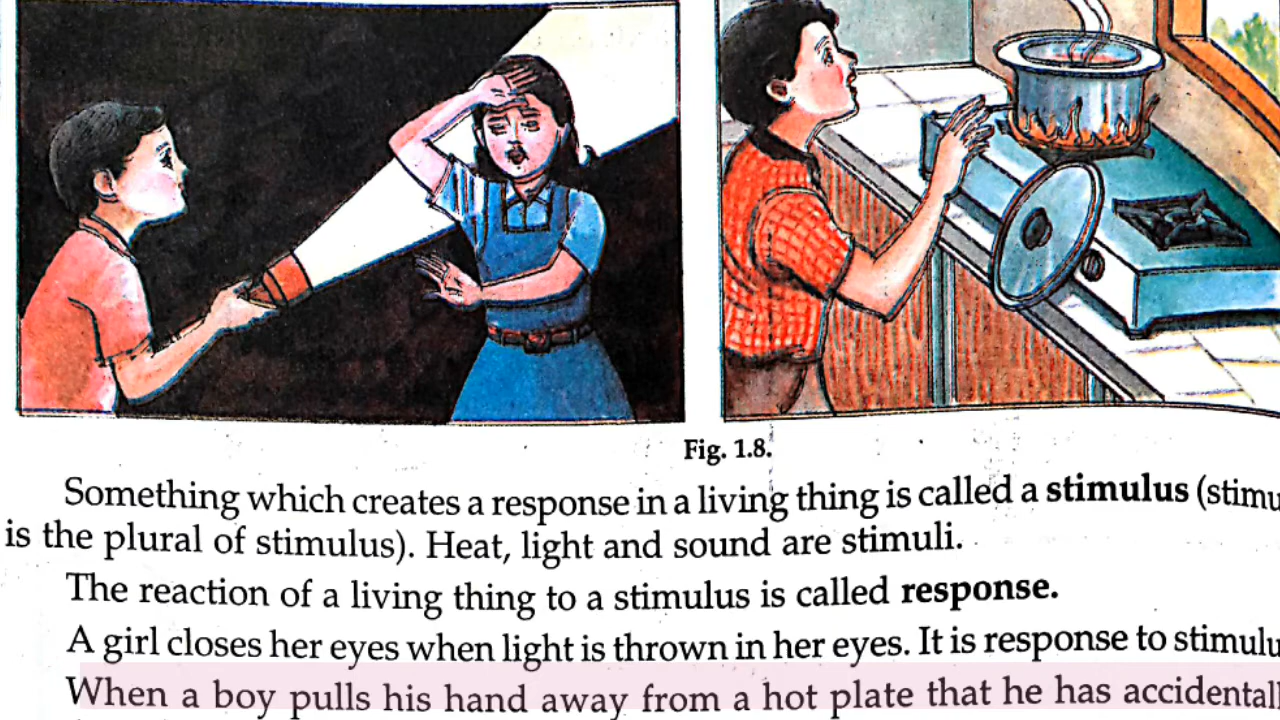 Fig. 1.8.
Something which creates a response in a living thing is called a stimulus (stimu
is the plural of stimulus). Heat, light and sound are stimuli.
The reaction of a living thing to a stimulus is called response.
A girl closes her eyes when light is thrown in her eyes. It is response to stimulu
When a boy pulls his hand away from a hot plate that he has accidentall